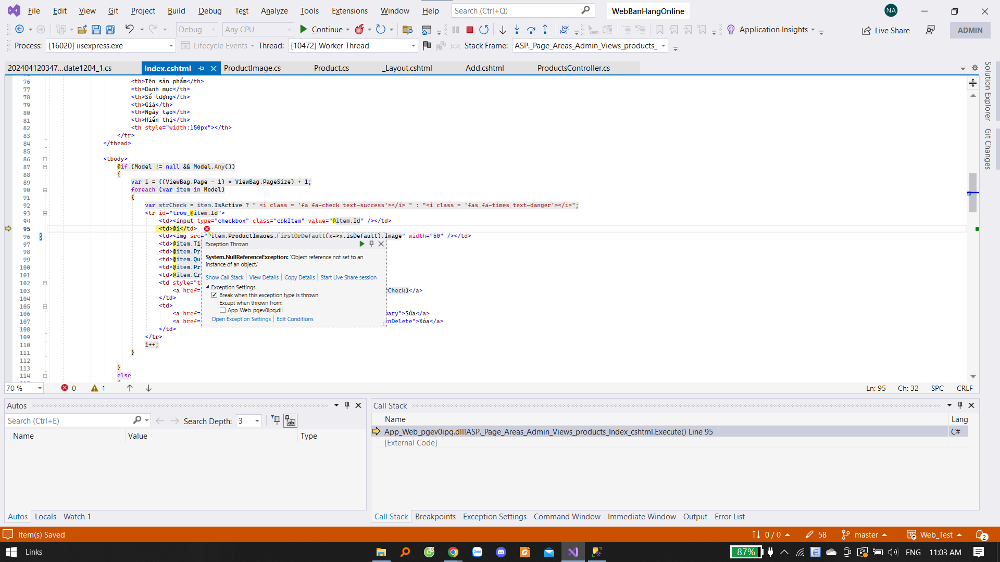 File Edit View Git Project Build Debug Test Analyze Tools Extensions Window Help Search (Ctrl+Q) WebBanHangOnline NA
Debug Any CPU Continue Application Insights Live Share ADMIN
Process: [16020] iisexpress.exe Lifecycle Events Thread: [10472] Worker Thread Stack Frame: ASP._Page_Areas_Admin_Views_products_
202404120347...date1204_1.cs Index.cshtml ProductImage.cs Product.cs _Layout.cshtml Add.cshtml ProductsController.cs
Solution Explorer
Git Changes
76 <th>Tên sản phẩm</th>
77 <th>Danh mục</th>
78 <th>Số lượng</th>
79 <th>Giá</th>
80 <th>Ngày tạo</th>
81 <th>Hiển thị</th>
82 <th style="width:150px"></th>
83 </tr>
84 </thead>
85
86 <tbody>
87 @if (Model != null && Model.Any())
88 {
89 var i = ((ViewBag.Page - 1) * ViewBag.PageSize) + 1;
90 foreach (var item in Model)
91 {
92 var strCheck = item.IsActive ? " <i class = 'fa fa-check text-success'></i> " : "<i class = 'fas fa-times text-danger'></i>";
93 <tr id="trow_@item.Id">
94 <td><input type="checkbox" class="cbkItem" value="@item.Id" /></td>
95 <td>@i</td>
96 <td><img src="@item.ProductImages.FirstOrDefault(x=>x.isDefault).Image" width="50" /></td>
97 <td>@item.Ti
98 <td>@item.Pr
99 <td>@item.Qu
100 <td>@item.Pr
101 <td>@item.Cr
102 <td style="t
103 <a href= rCheck)</a>
104 </td>
105 <td>
106 <a href= ary">Sửa</a>
107 <a href= nDelete">Xóa</a>
108 </td>
109 </tr>
110 i++;
111 }
112
113 }
114 else
Exception Thrown
System.NullReferenceException: 'Object reference not set to an
instance of an object.'
Show Call Stack View Details Copy Details Start Live Share session
Exception Settings
Break when this exception type is thrown
Except when thrown from:
App_Web_pgev0ipq.dll
Open Exception Settings Edit Conditions
70 % 0 1 Ln: 95 Ch: 32 SPC CRLF
Autos
Search (Ctrl+E) Search Depth: 3
Name Value Type
Autos Locals Watch 1
Call Stack
Name Lang
App_Web_pgev0ipq.dll!ASP._Page_Areas_Admin_Views_products_Index_cshtml.Execute() Line 95 C#
[External Code]
Call Stack Breakpoints Exception Settings Command Window Immediate Window Output Error List
Item(s) Saved 0 / 0 58 master Web_Test 2
Links Zalo 87% ENG 11:03 AM